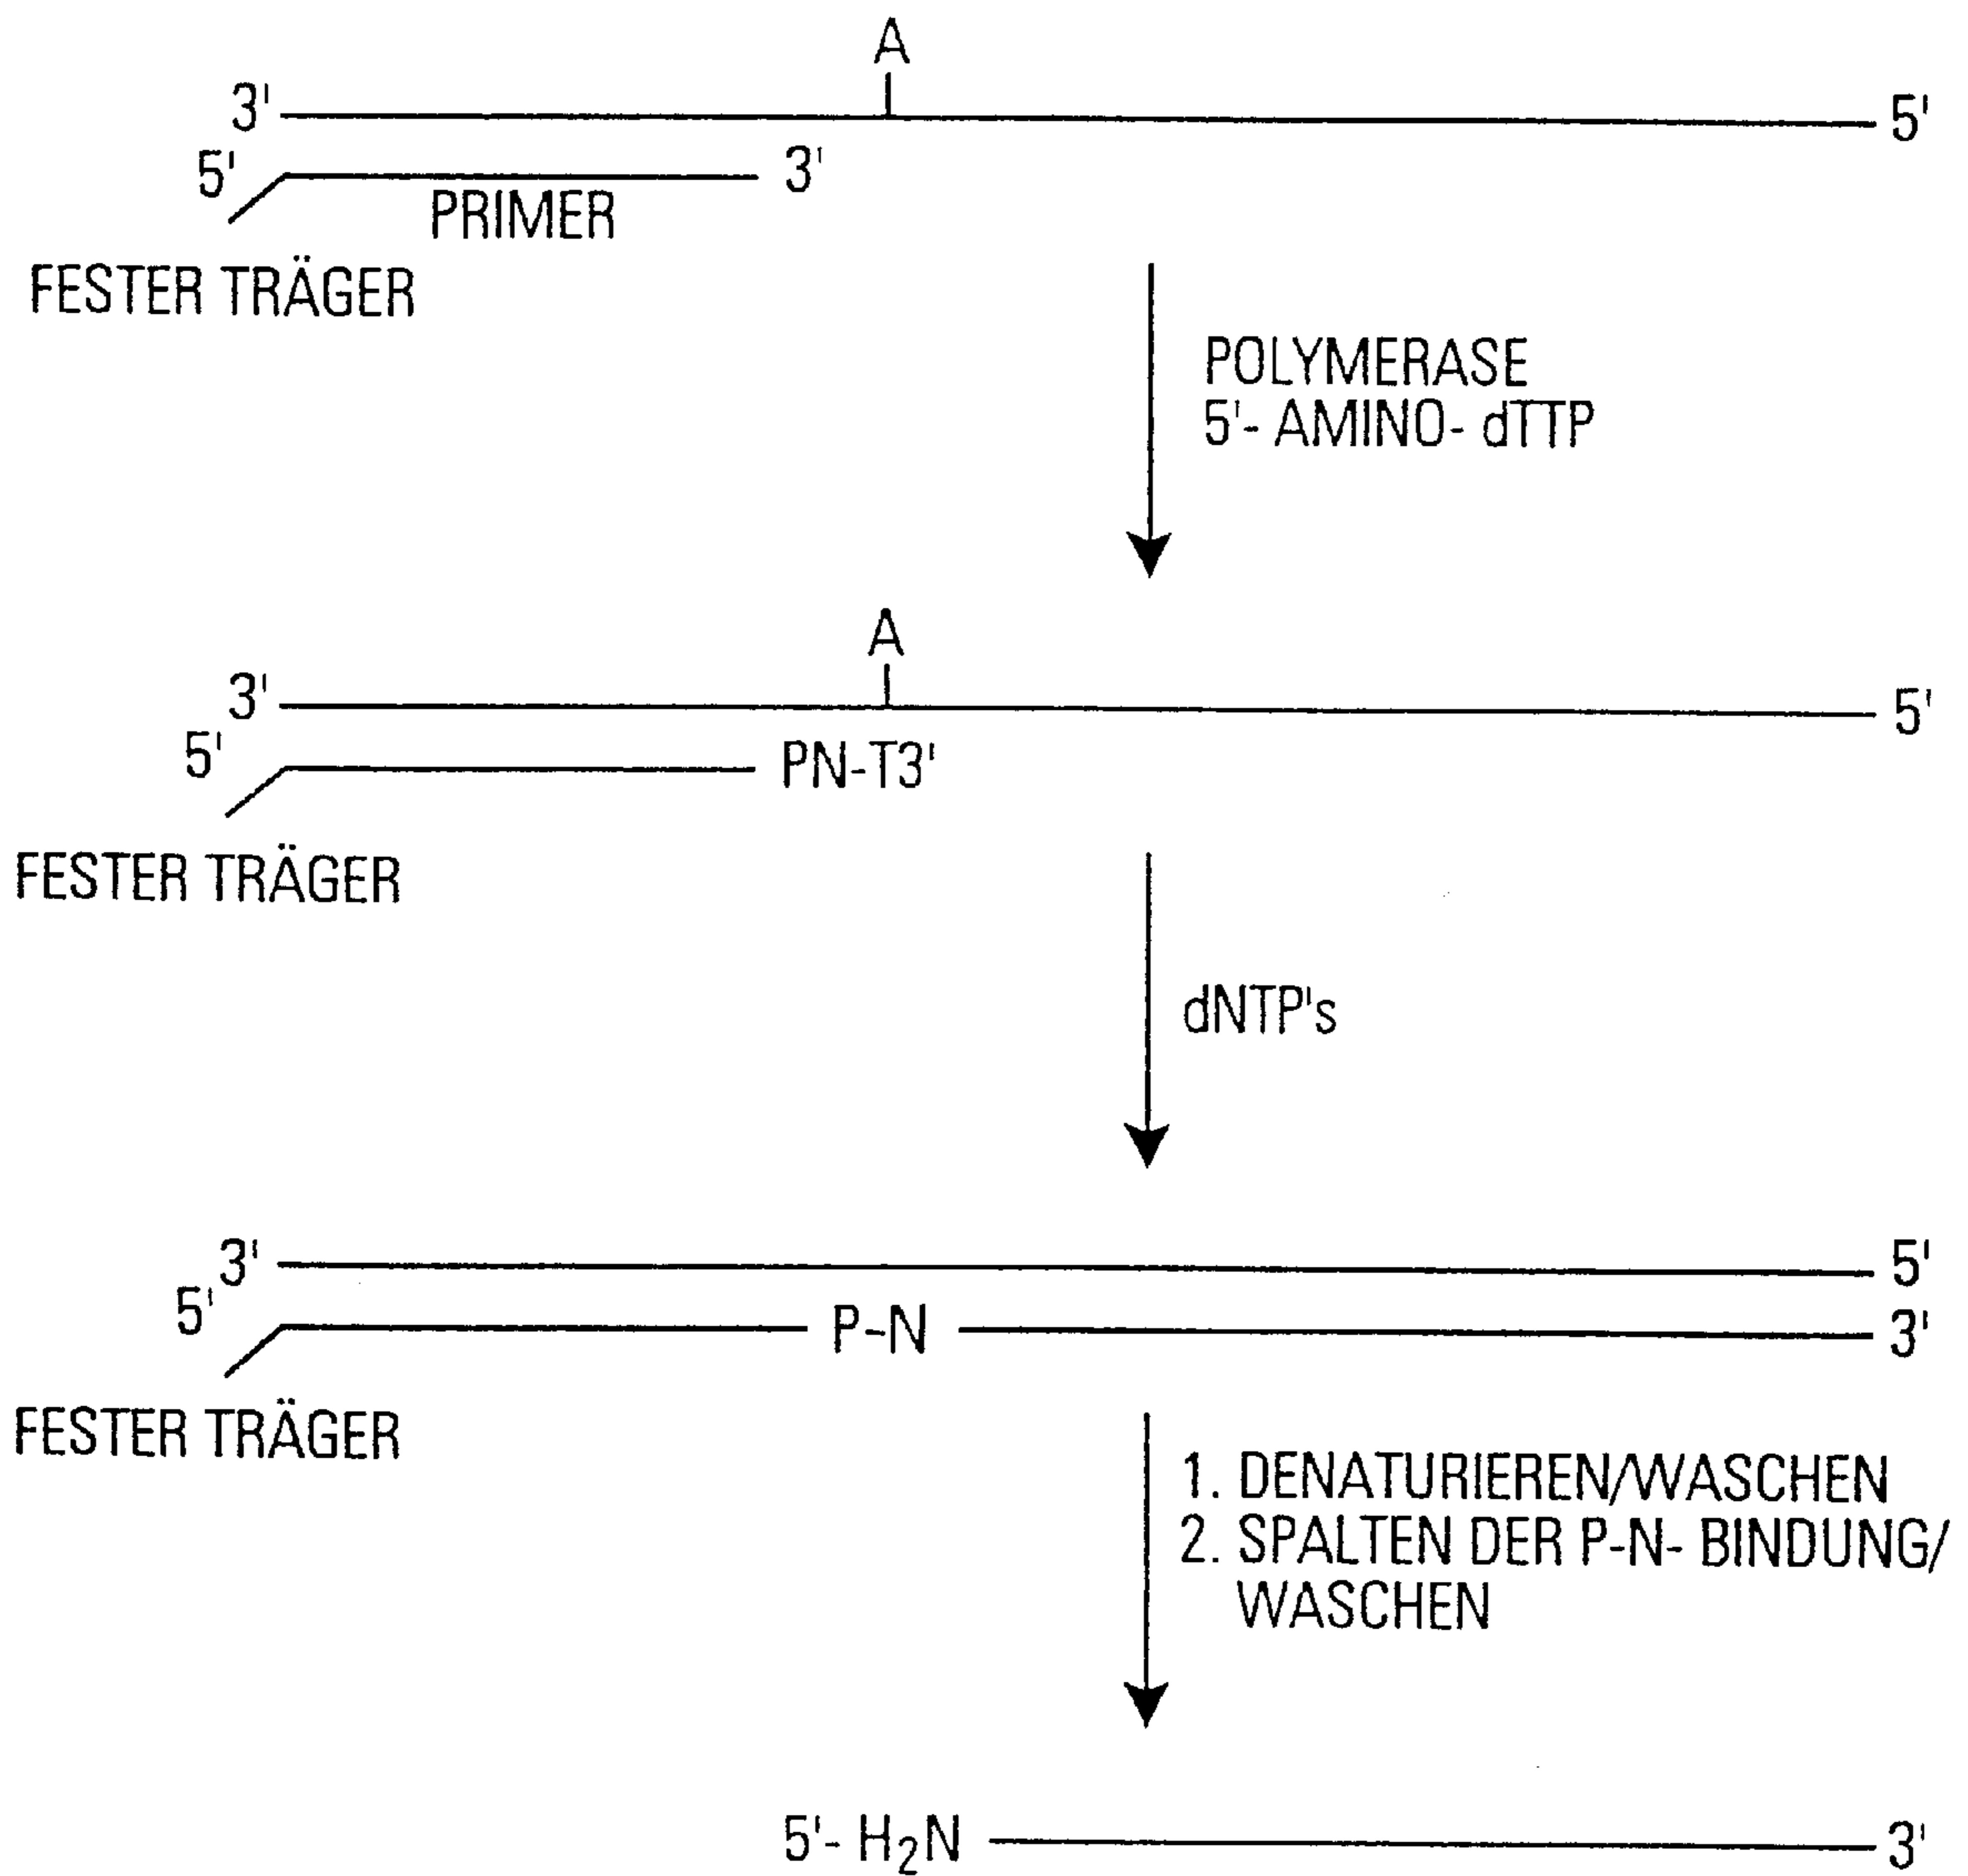 A
3' 5'
5' 3'
PRIMER
FESTER TRÄGER
POLYMERASE
5'- AMINO- dTTP
A
3' 5'
5' PN-T3'
FESTER TRÄGER
dNTP's
3' 5'
5' P-N 3'
FESTER TRÄGER
1. DENATURIEREN/WASCHEN
2. SPALTEN DER P-N- BINDUNG/
WASCHEN
5'- H₂N 3'